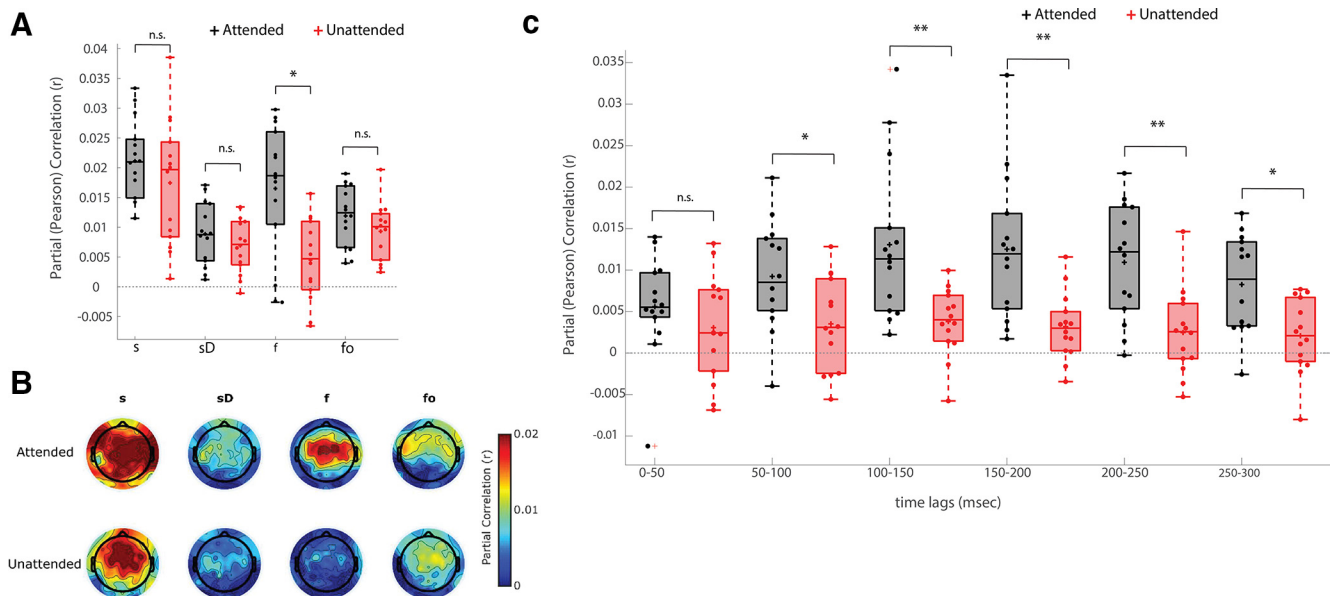 A
+ Attended + Unattended
Partial (Pearson) Correlation (r)
0.04
0.035
0.03
0.025
0.02
0.015
0.01
0.005
0
-0.005
n.s.
n.s.
*
n.s.
s sD f fo
B
s sD f fo
Attended
Unattended
0.02
0.01
0
Partial Correlation (r)
C
+ Attended + Unattended
Partial (Pearson) Correlation (r)
0.035
0.03
0.025
0.02
0.015
0.01
0.005
0
-0.005
-0.01
n.s.
*
**
**
**
*
0-50 50-100 100-150 150-200 200-250 250-300
time lags (msec)